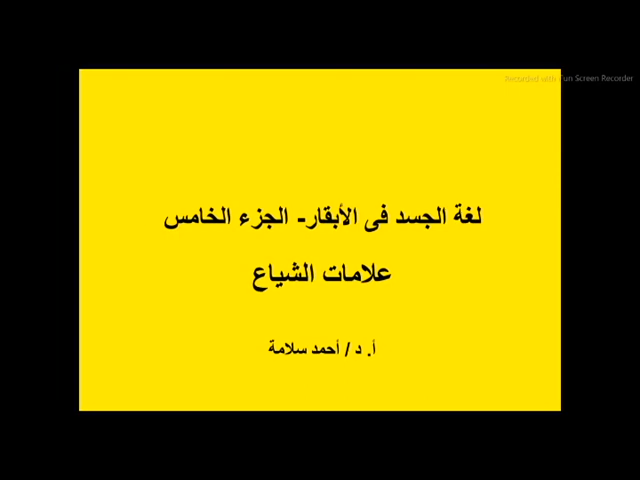 Recorded with Fun Screen Recorder
لغة الجسد فى الأبقار- الجزء الخامس
علامات الشياع
أ. د / أحمد سلامة